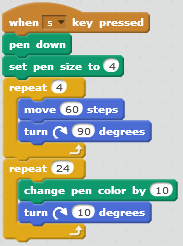 when s key pressed
pen down
set pen size to 4
repeat 4
move 60 steps
turn 90 degrees
repeat 24
change pen color by 10
turn 10 degrees